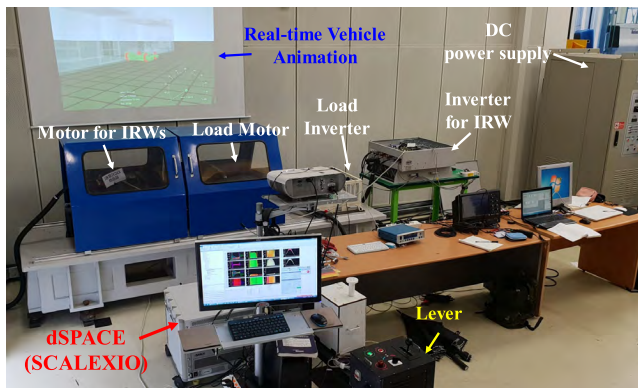 Real-time Vehicle
Animation
DC
power supply
Motor for IRWs
Load Motor
Load
Inverter
Inverter
for IRW
dSPACE
(SCALEXIO)
Lever